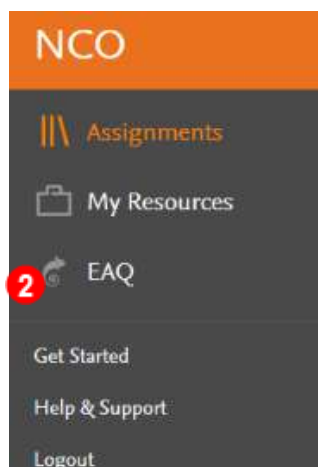 NCO
Assignments
My Resources
2
EAQ
Get Started
Help & Support
Logout